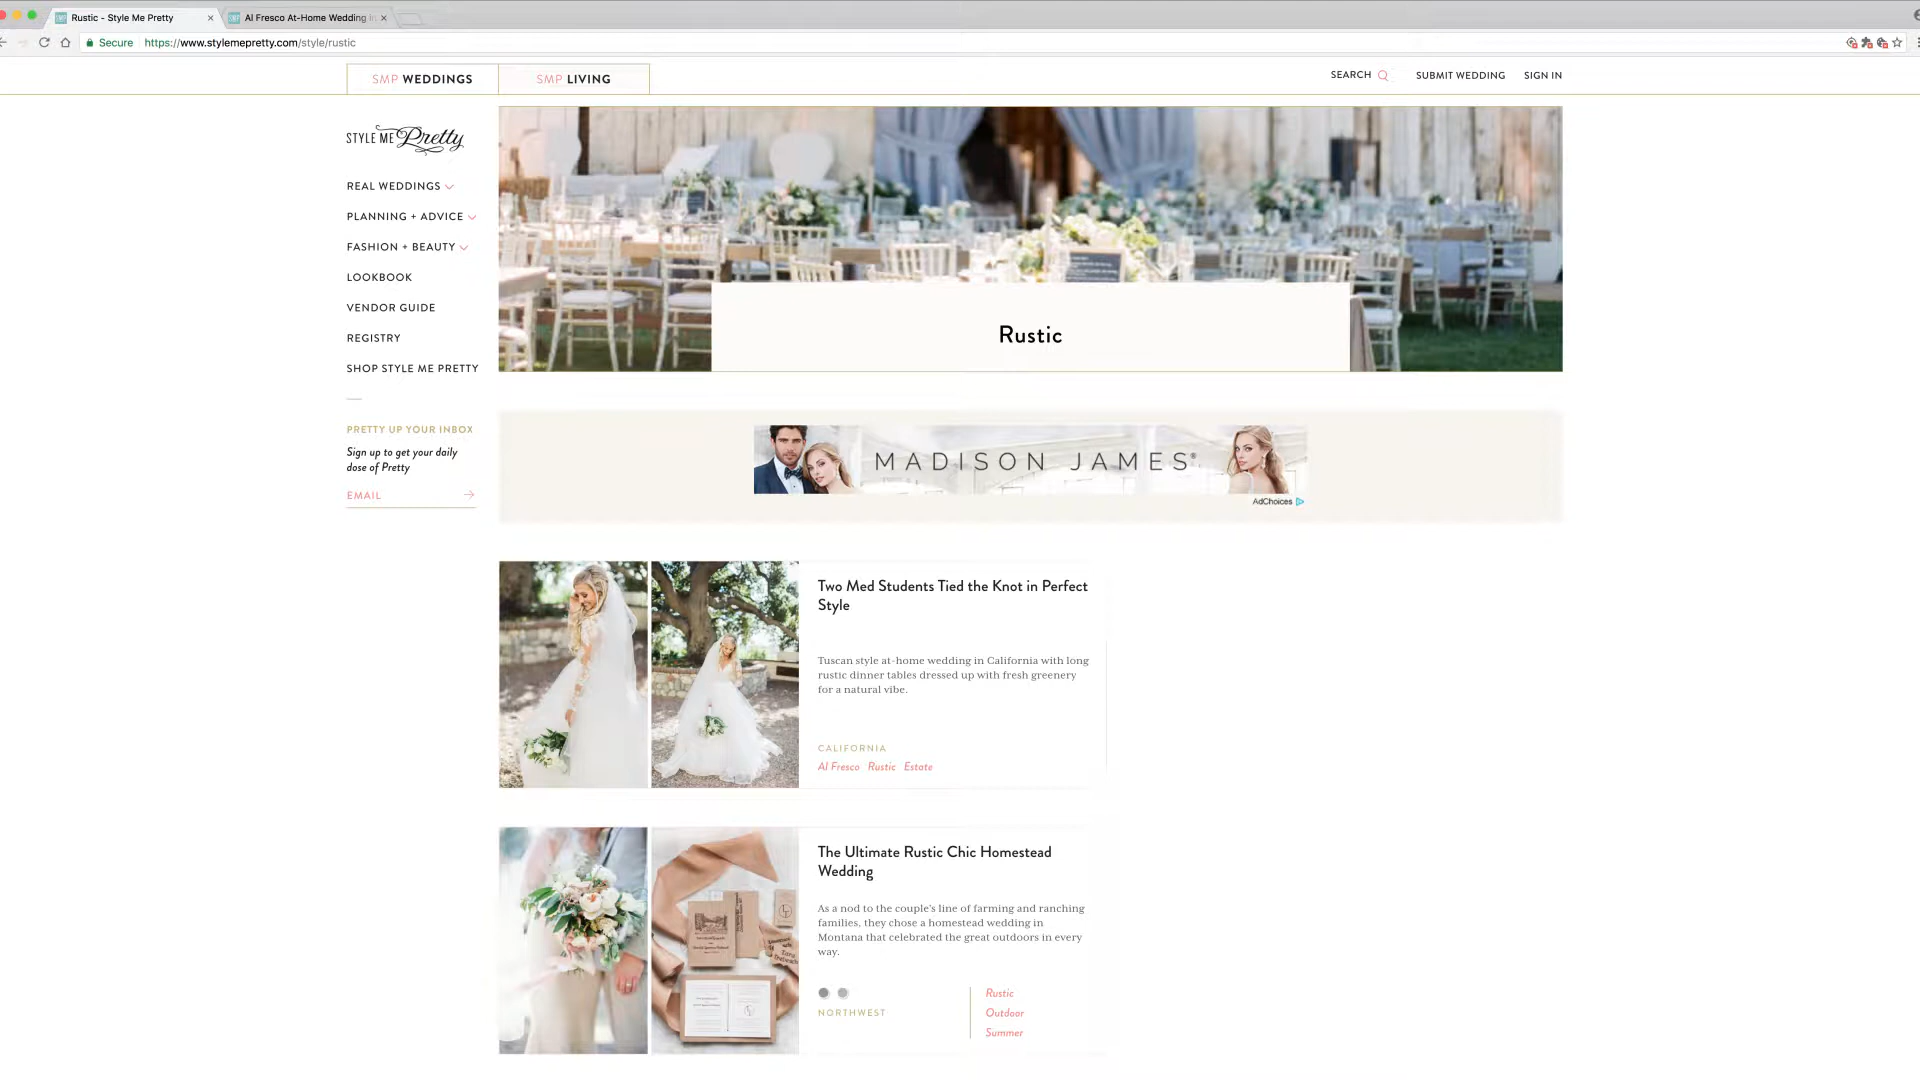 Rustic - Style Me Pretty
Al Fresco At-Home Wedding In
Secure https://www.stylemepretty.com/style/rustic
SMP WEDDINGS
SMP LIVING
SEARCH
SUBMIT WEDDING
SIGN IN
STYLE ME Pretty
REAL WEDDINGS
PLANNING + ADVICE
FASHION + BEAUTY
LOOKBOOK
VENDOR GUIDE
REGISTRY
SHOP STYLE ME PRETTY
PRETTY UP YOUR INBOX
Sign up to get your daily
dose of Pretty
EMAIL
Rustic
MADISON JAMES®
AdChoices
Two Med Students Tied the Knot in Perfect
Style
Tuscan style at-home wedding in California with long
rustic dinner tables dressed up with fresh greenery
for a natural vibe.
CALIFORNIA
Al Fresco Rustic Estate
The Ultimate Rustic Chic Homestead
Wedding
As a nod to the couple's line of farming and ranching
families, they chose a homestead wedding in
Montana that celebrated the great outdoors in every
way.
NORTHWEST
Rustic
Outdoor
Summer